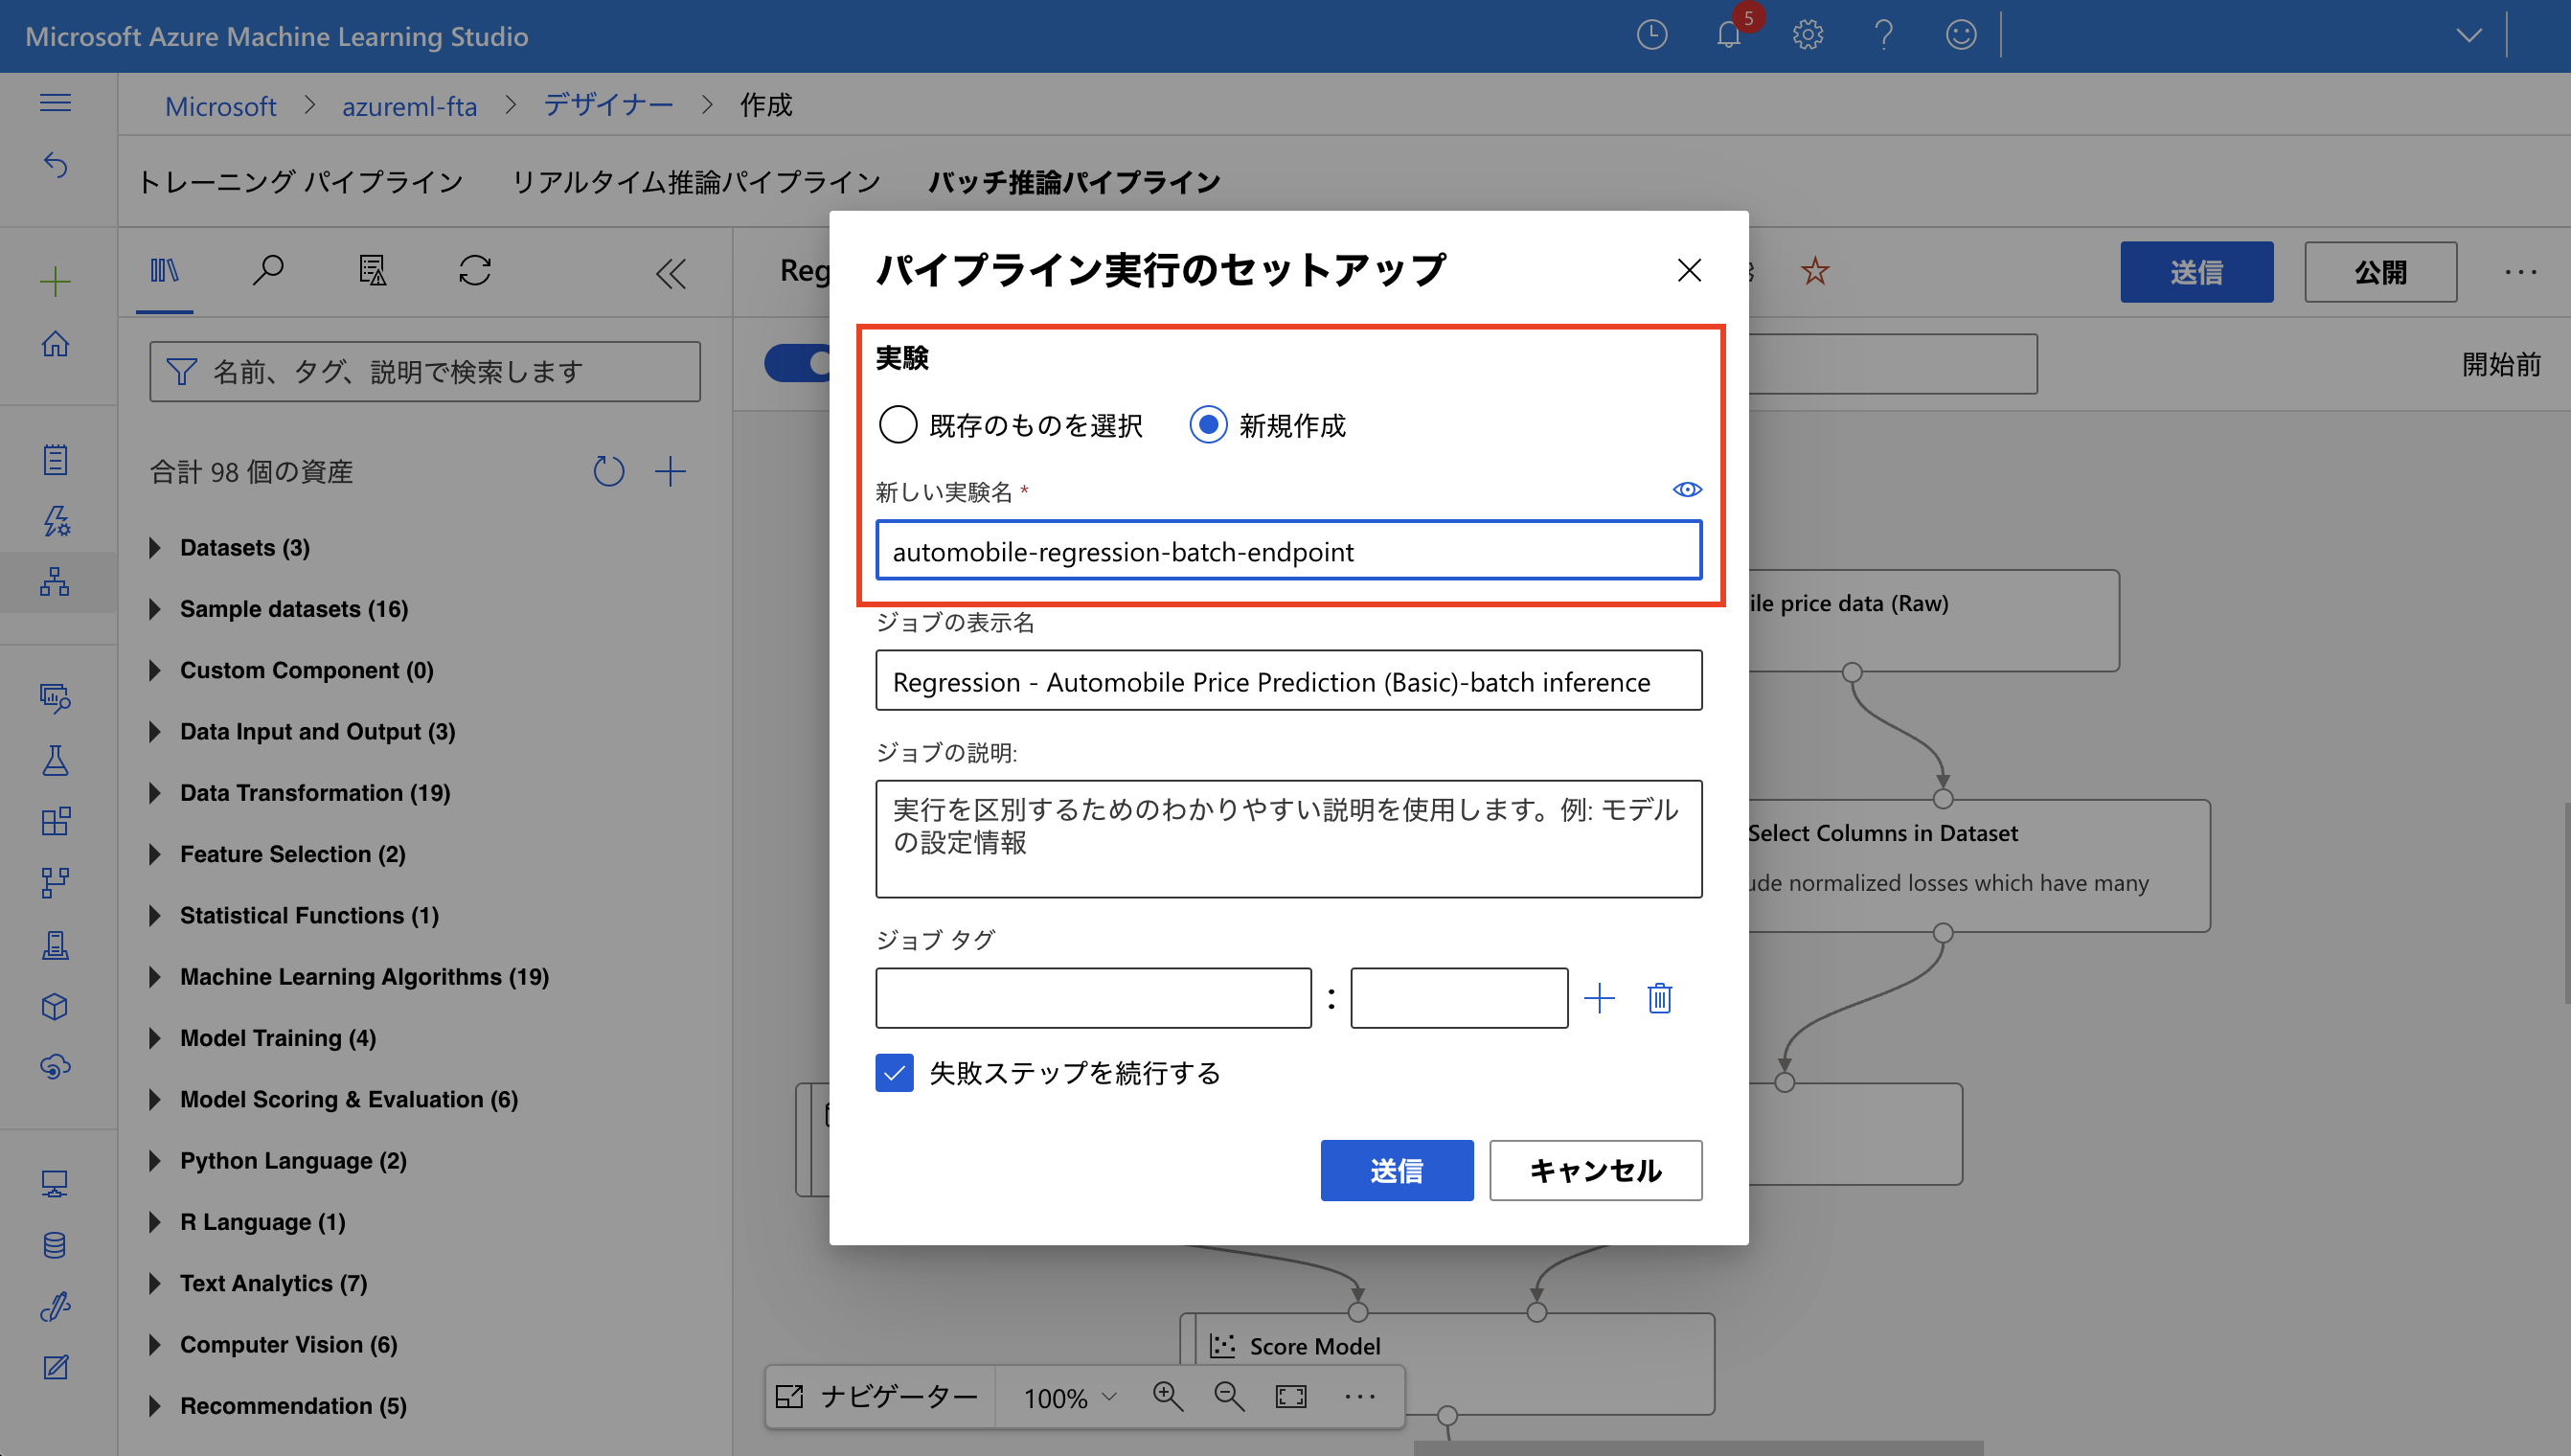 Microsoft Azure Machine Learning Studio
5
Microsoft > azureml-fta > デザイナー > 作成
トレーニング パイプライン
リアルタイム推論パイプライン
バッチ推論パイプライン
名前、タグ、説明で検索します
合計 98 個の資産
Datasets (3)
Sample datasets (16)
Custom Component (0)
Data Input and Output (3)
Data Transformation (19)
Feature Selection (2)
Statistical Functions (1)
Machine Learning Algorithms (19)
Model Training (4)
Model Scoring & Evaluation (6)
Python Language (2)
R Language (1)
Text Analytics (7)
Computer Vision (6)
Recommendation (5)
Reg
送信
公開
開始前
パイプライン実行のセットアップ
実験
既存のものを選択
新規作成
新しい実験名 *
automobile-regression-batch-endpoint
ジョブの表示名
Regression - Automobile Price Prediction (Basic)-batch inference
ジョブの説明:
実行を区別するためのわかりやすい説明を使用します。例: モデル
の設定情報
ジョブ タグ
:
失敗ステップを続行する
送信
キャンセル
ile price data (Raw)
Select Columns in Dataset
ude normalized losses which have many
Score Model
ナビゲーター
100%